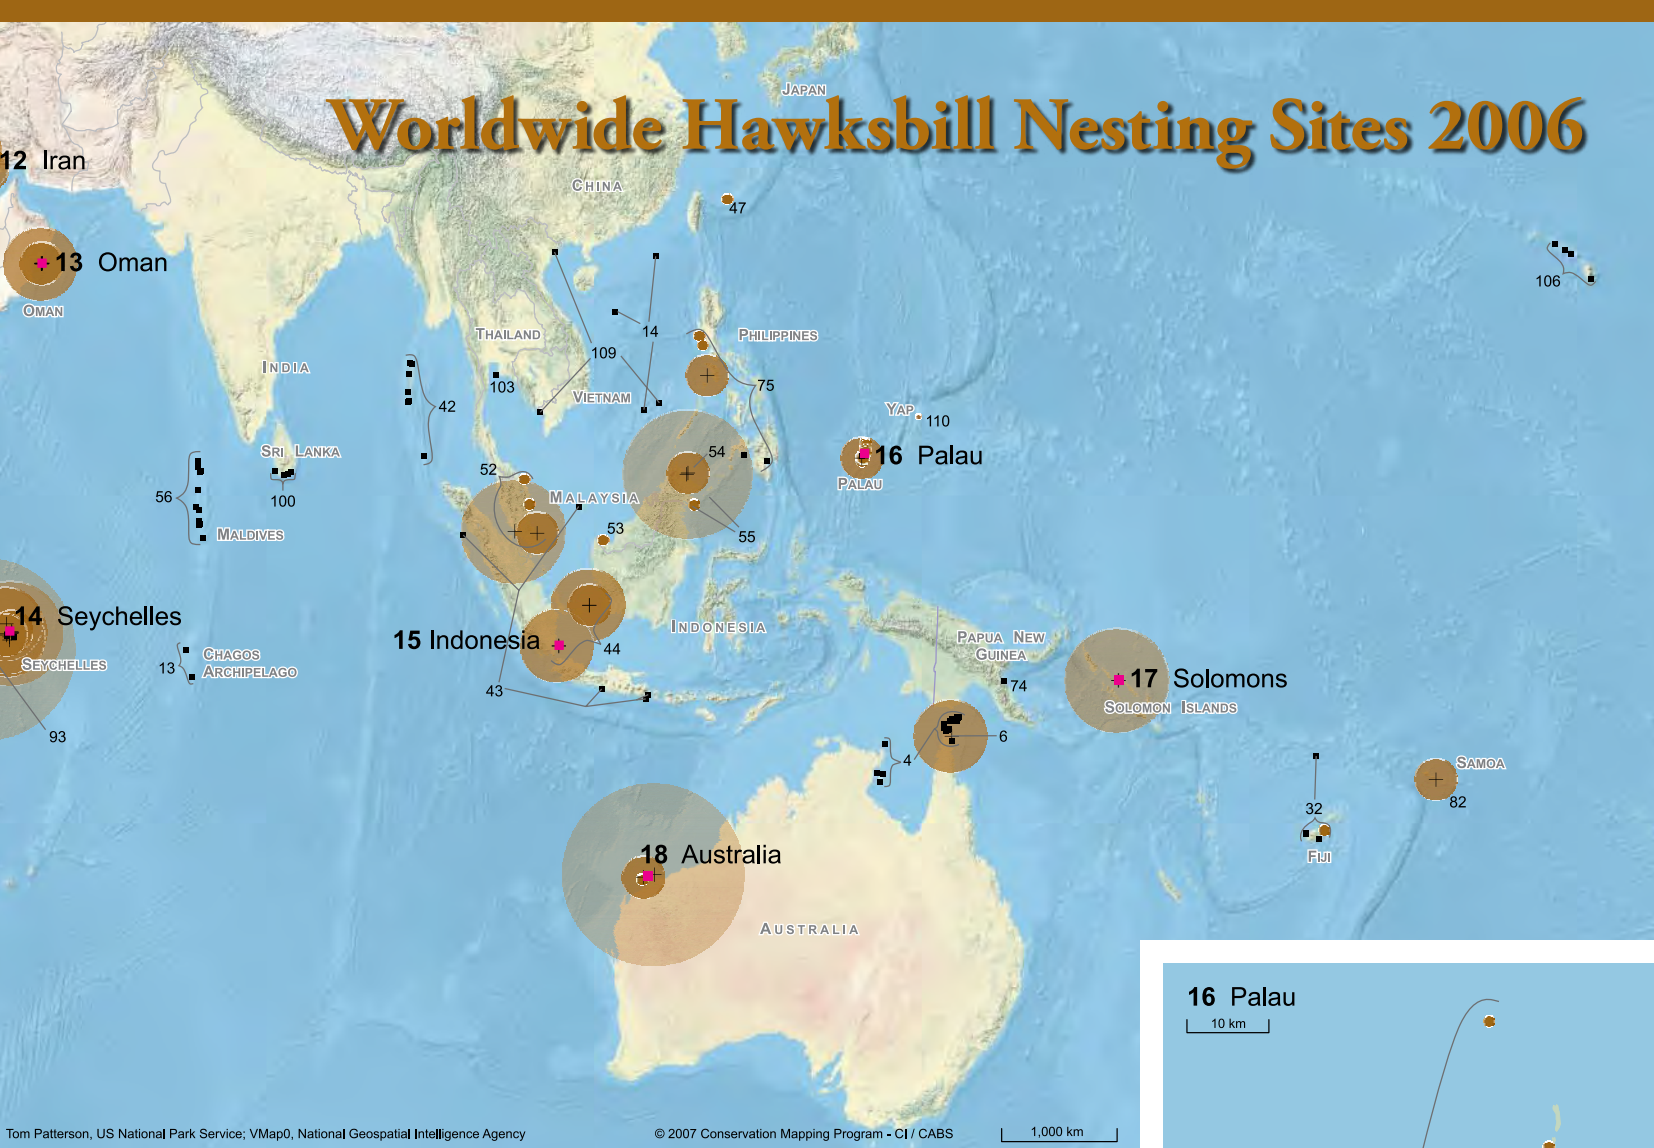 JAPAN
Worldwide Hawksbill Nesting Sites 2006
12 Iran
CHINA
47
13 Oman
OMAN
106
THAILAND
14
PHILIPPINES
109
INDIA
103
75
VIETNAM
42
YAP
110
SRI LANKA
54
16 Palau
52
PALAU
56
100
MALAYSIA
MALDIVES
53
55
14 Seychelles
15 Indonesia
INDONESIA
PAPUA NEW
GUINEA
SEYCHELLES
13
CHAGOS
ARCHIPELAGO
44
43
74
17 Solomons
SOLOMON ISLANDS
93
6
4
SAMOA
82
32
18 Australia
FIJI
AUSTRALIA
16 Palau
10 km
Tom Patterson, US National Park Service; VMap0, National Geospatial Intelligence Agency
© 2007 Conservation Mapping Program - CI / CABS
1,000 km